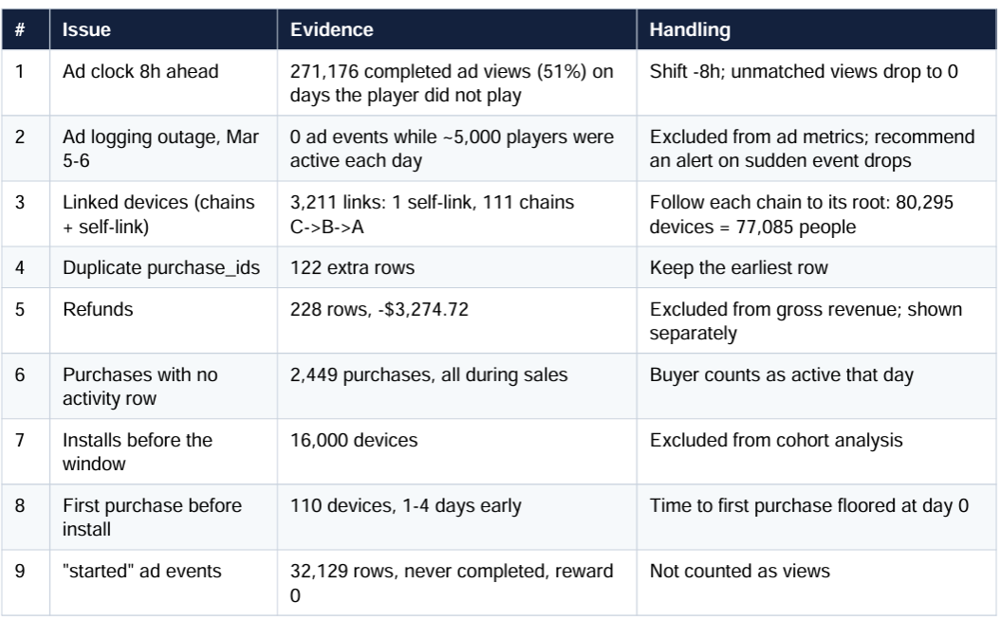 # Issue Evidence Handling
1 Ad clock 8h ahead 271,176 completed ad views (51%) on Shift -8h; unmatched views drop to 0
days the player did not play
2 Ad logging outage, Mar 0 ad events while ~5,000 players were Excluded from ad metrics; recommend
5-6 active each day an alert on sudden event drops
3 Linked devices (chains 3,211 links: 1 self-link, 111 chains Follow each chain to its root: 80,295
+ self-link) C->B->A devices = 77,085 people
4 Duplicate purchase_ids 122 extra rows Keep the earliest row
5 Refunds 228 rows, -$3,274.72 Excluded from gross revenue; shown
separately
6 Purchases with no 2,449 purchases, all during sales Buyer counts as active that day
activity row
7 Installs before the 16,000 devices Excluded from cohort analysis
window
8 First purchase before 110 devices, 1-4 days early Time to first purchase floored at day 0
install
9 "started" ad events 32,129 rows, never completed, reward Not counted as views
0